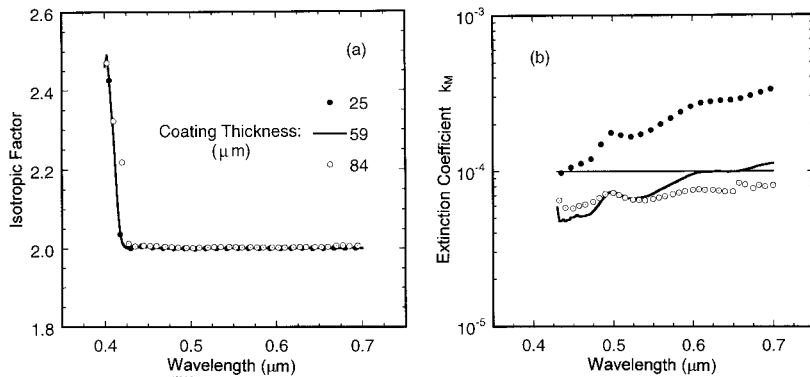 2.6
2.4
2.2
2.0
1.8
Isotropic Factor
(a)
Coating Thickness:
(μm)
25
59
84
0.4 0.5 0.6 0.7
Wavelength (μm)
10⁻³
10⁻⁴
10⁻⁵
Extinction Coefficient k_M
(b)
0.4 0.5 0.6 0.7
Wavelength (μm)